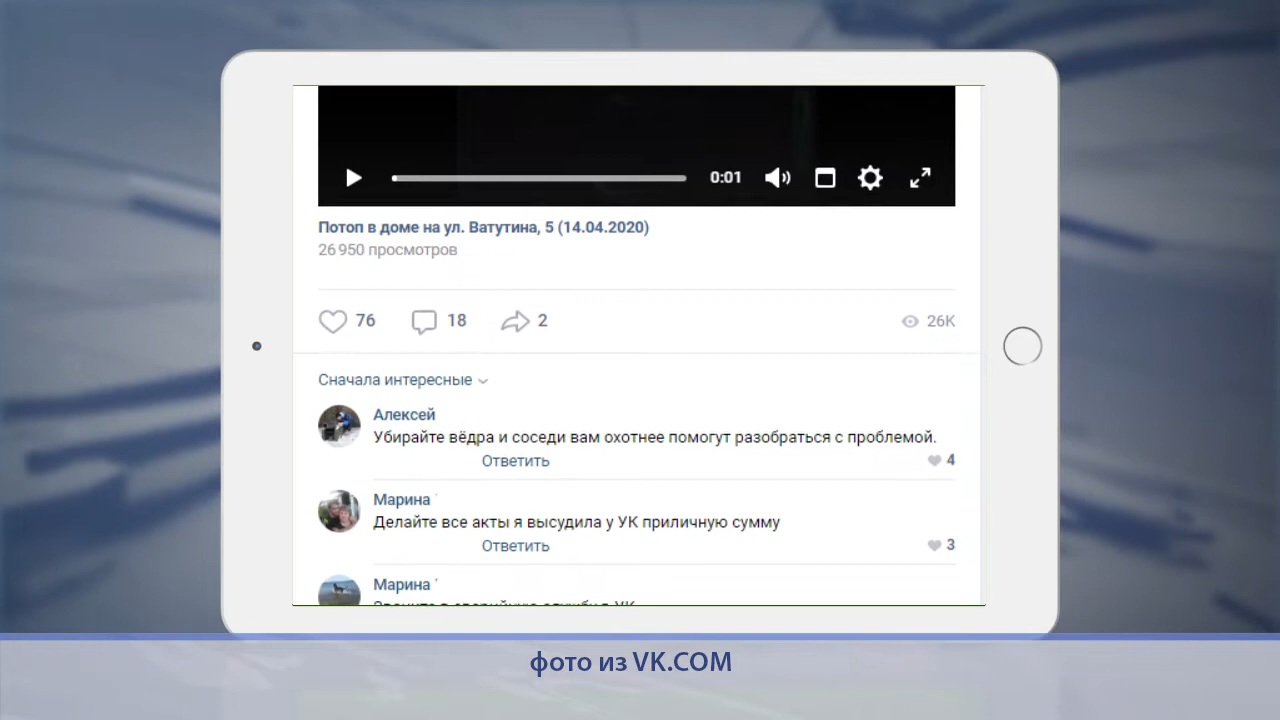 0:01
Потоп в доме на ул. Ватутина, 5 (14.04.2020)
26 950 просмотров
76 18 2 26K
Сначала интересные
Алексей
Убирайте вёдра и соседи вам охотнее помогут разобраться с проблемой.
Ответить 4
Марина
Делайте все акты я высудила у УК приличную сумму
Ответить 3
Марина
фото из VK.COM